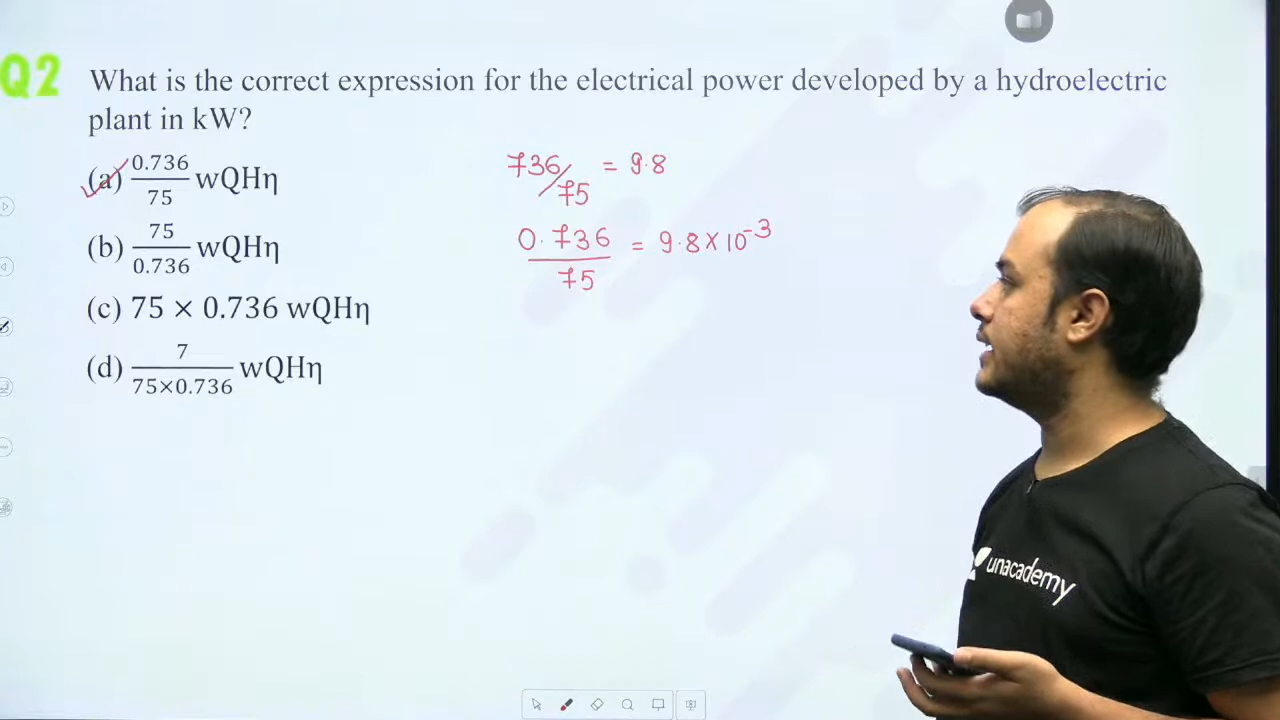 Q2
What is the correct expression for the electrical power developed by a hydroelectric
plant in kW?
(a) 0.736/75 wQHη
(b) 75/0.736 wQHη
(c) 75 × 0.736 wQHη
(d) 7/75×0.736 wQHη
736/75 = 9.8
0.736/75 = 9.8×10⁻³
unacademy